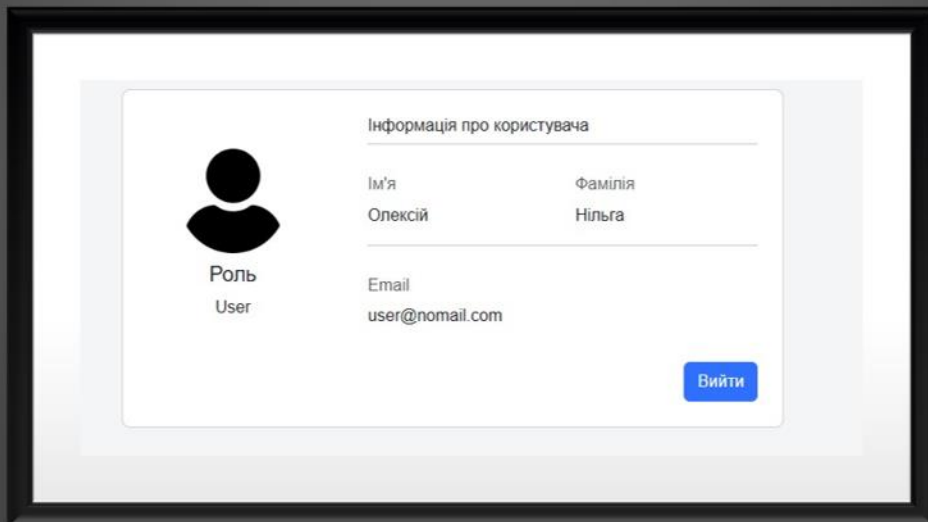 Інформація про користувача
Ім'я Фамілія
Олексій Нільга
Роль
User
Email
user@nomail.com
Вийти